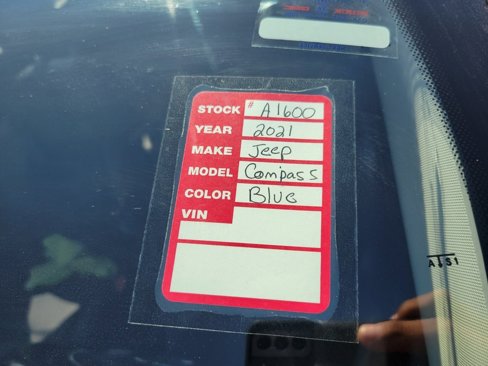 STOCK # A1600
YEAR 2021
MAKE Jeep
MODEL Compass
COLOR Blue
VIN